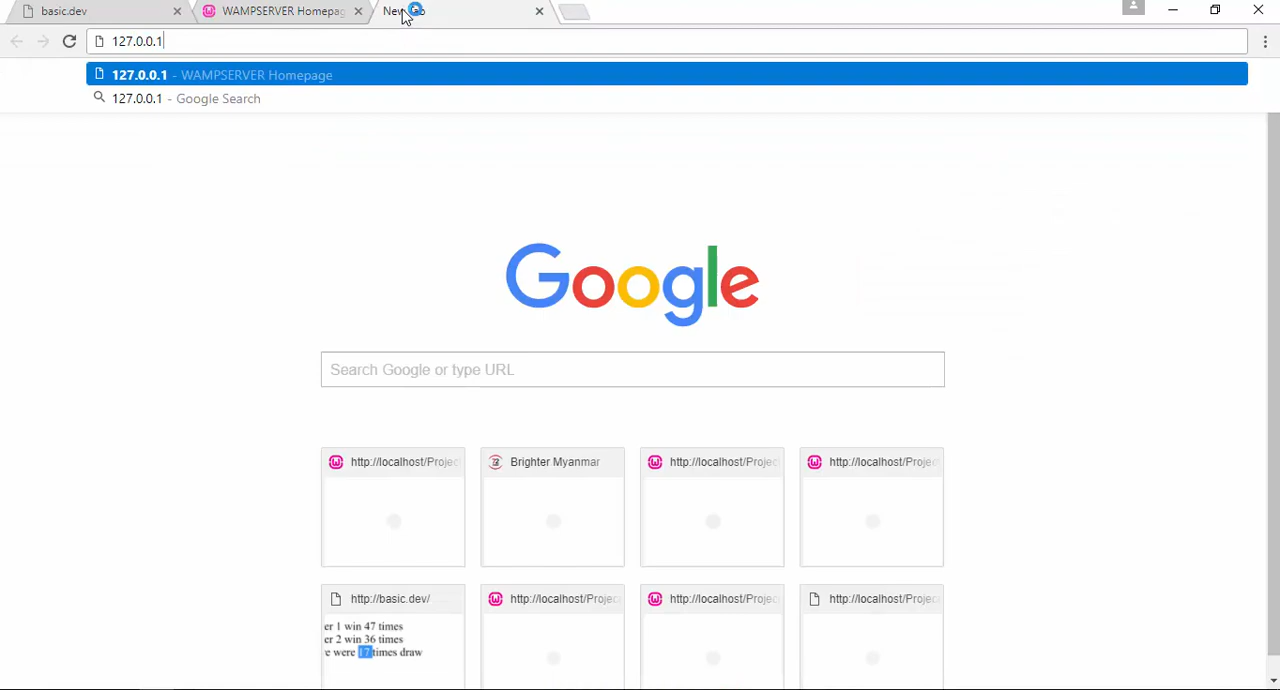 basic.dev
WAMPSERVER Homepag
New Tab
127.0.0.1
127.0.0.1 - WAMPSERVER Homepage
127.0.0.1 - Google Search
Google
Search Google or type URL
http://localhost/Projec
Brighter Myanmar
http://localhost/Projec
http://localhost/Projec
http://basic.dev/
http://localhost/Projec
http://localhost/Projec
http://localhost/Projec
er 1 win 47 times
er 2 win 36 times
e were 17 times draw